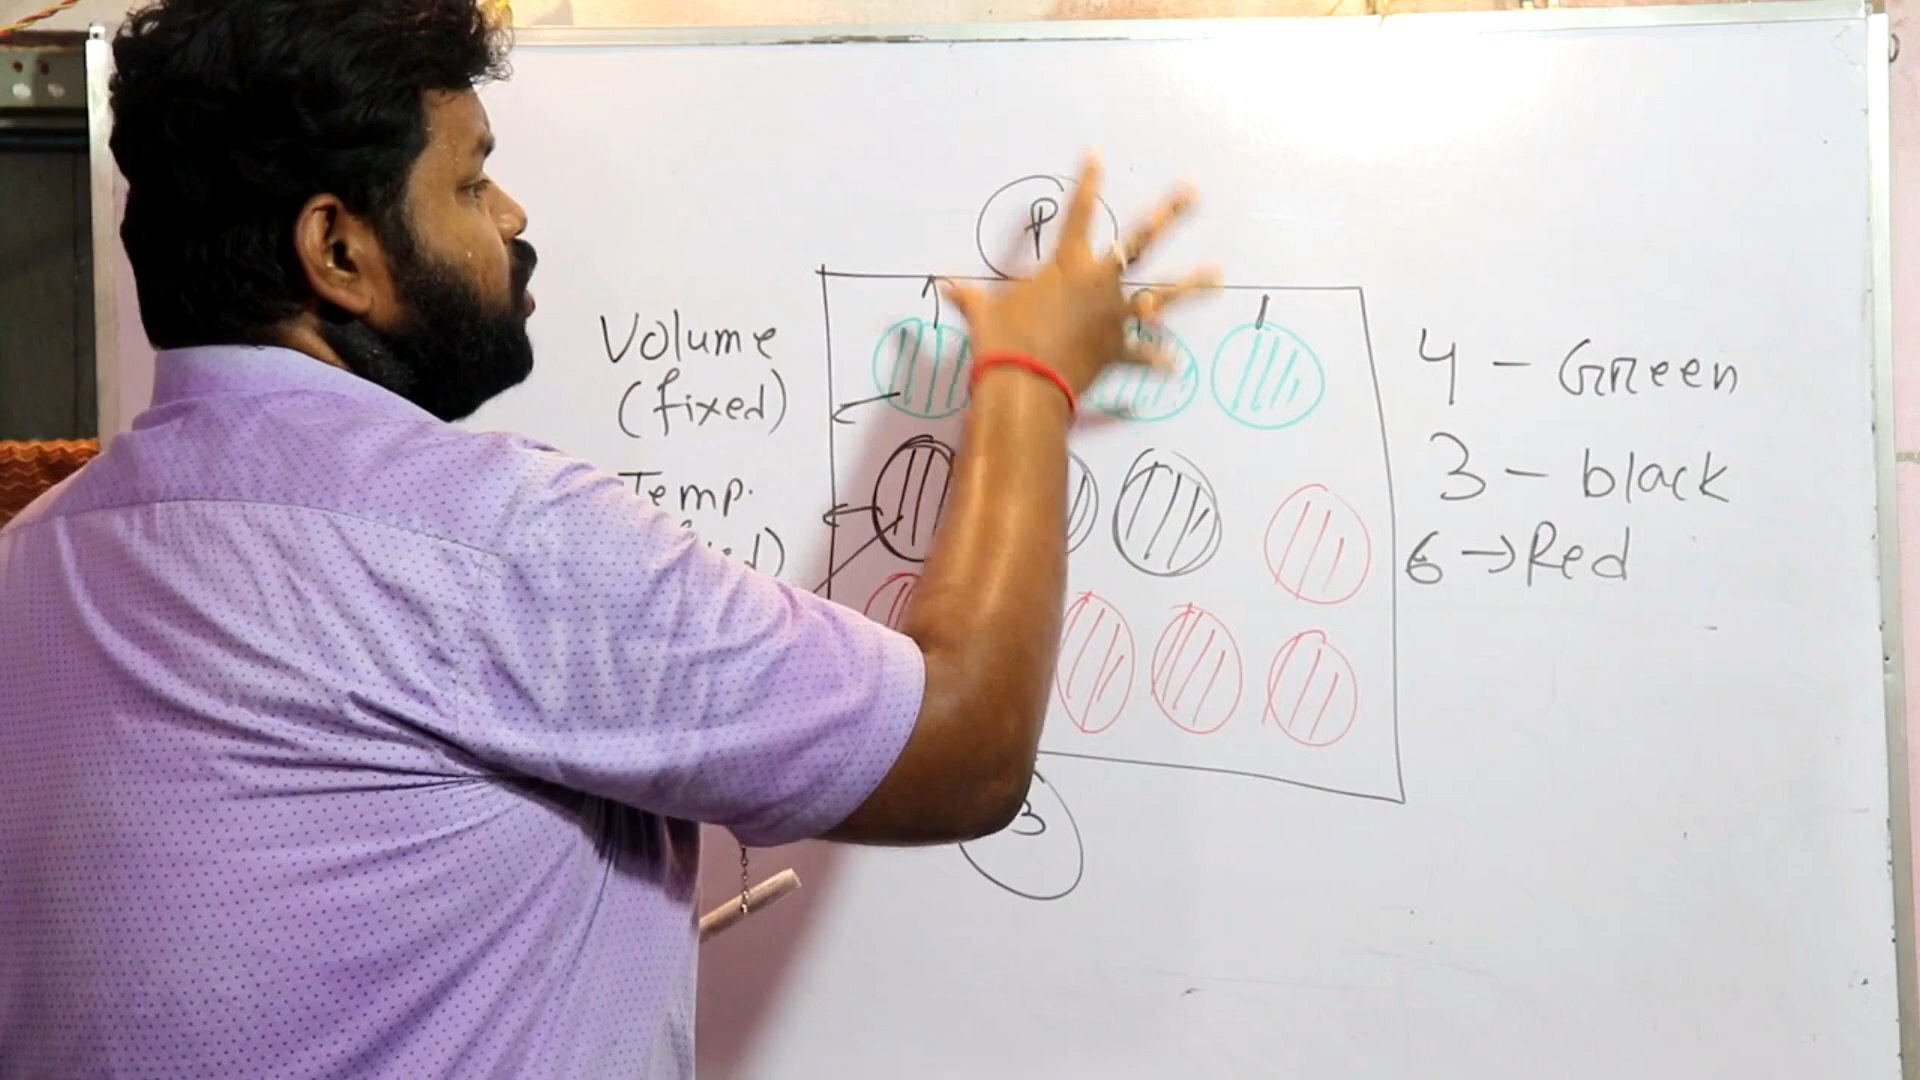 P
Volume
(fixed)
Temp.
4 - Green
3 - black
6 → Red
3